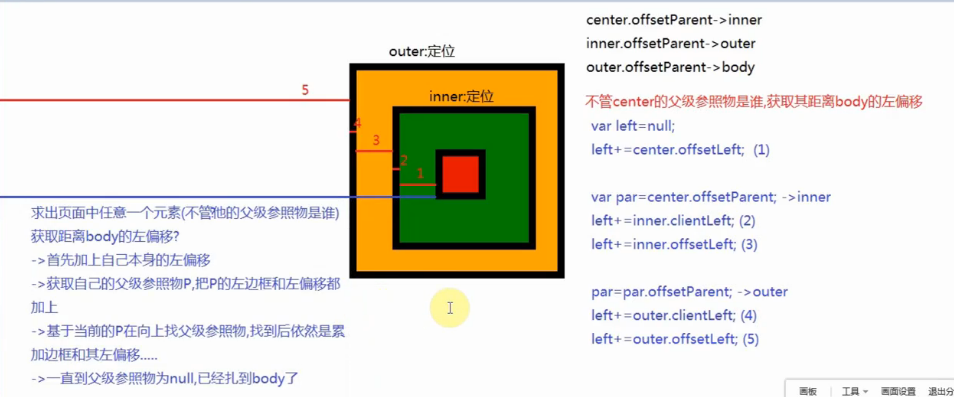 center.offsetParent->inner
inner.offsetParent->outer
outer.offsetParent->body
outer:定位
inner:定位
5
4
3
2
1
不管center的父级参照物是谁,获取其距离body的左偏移
var left=null;
left+=center.offsetLeft; (1)
var par=center.offsetParent; ->inner
left+=inner.clientLeft; (2)
left+=inner.offsetLeft; (3)
par=par.offsetParent; ->outer
left+=outer.clientLeft; (4)
left+=outer.offsetLeft; (5)
求出页面中任意一个元素(不管他的父级参照物是谁)
获取距离body的左偏移?
->首先加上自己本身的左偏移
->获取自己的父级参照物P,把P的左边框和左偏移都
加上
->基于当前的P在向上找父级参照物,找到后依然是累
加边框和其左偏移.....
->一直到父级参照物为null,已经扎到body了
画板 工具 画面设置 退出分